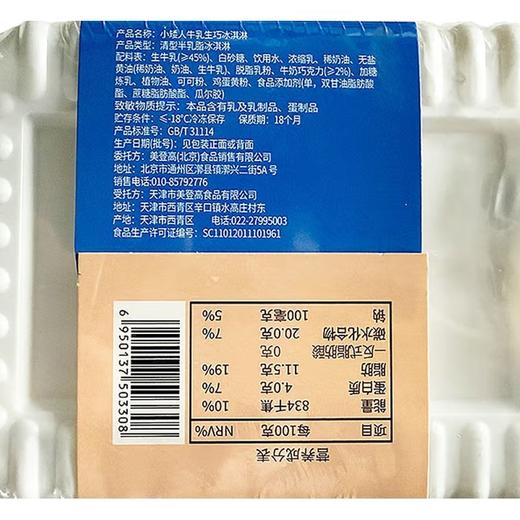 产品名称：小矮人牛乳生巧冰淇淋
产品类型：清型半乳脂冰淇淋
配料表：生牛乳(≥45%)、白砂糖、饮用水、浓缩乳、稀奶油、无盐
黄油(稀奶油、奶油、生牛乳)、脱脂乳粉、牛奶巧克力(≥2%)、加糖
炼乳、植物油、可可粉、鸡蛋黄粉、食品添加剂(单，双甘油脂肪酸
酯、蔗糖脂肪酸酯、瓜尔胶)
致敏物质提示：本品含有乳及乳制品、蛋制品
贮存条件：≤-18℃冷冻保存 保质期：18个月
产品标准号：GB/T 31114
生产日期(批号)：见包装正面或背面
委托方：美登高(北京)食品销售有限公司
地址：北京市通州区漷县镇漷兴二街5A号
销售电话:010-85792776
受托方：天津市美登高食品有限公司
地址：天津市西青区辛口镇水高庄村东
产地：天津市西青区 电话：022-27995003
食品生产许可证编号：SC11012011101961
营养成分表
项目 每100克 NRV%
能量 834千焦 10%
蛋白质 4.0克 7%
脂肪 11.5克 19%
—反式脂肪酸 0克
碳水化合物 20.0克 7%
钠 100毫克 5%
6950137503308